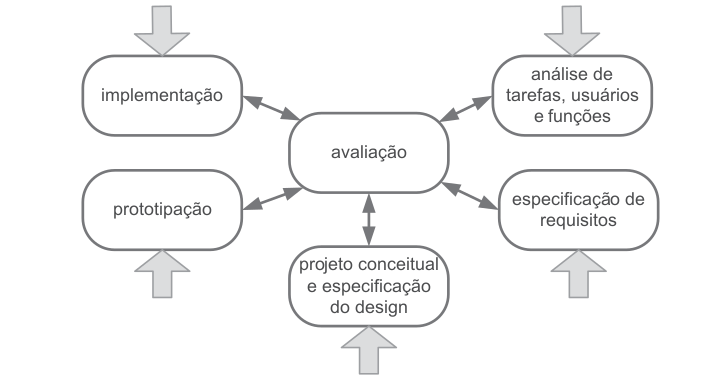 implementação
análise de
tarefas, usuários
e funções
avaliação
prototipação
especificação de
requisitos
projeto conceitual
e especificação
do design